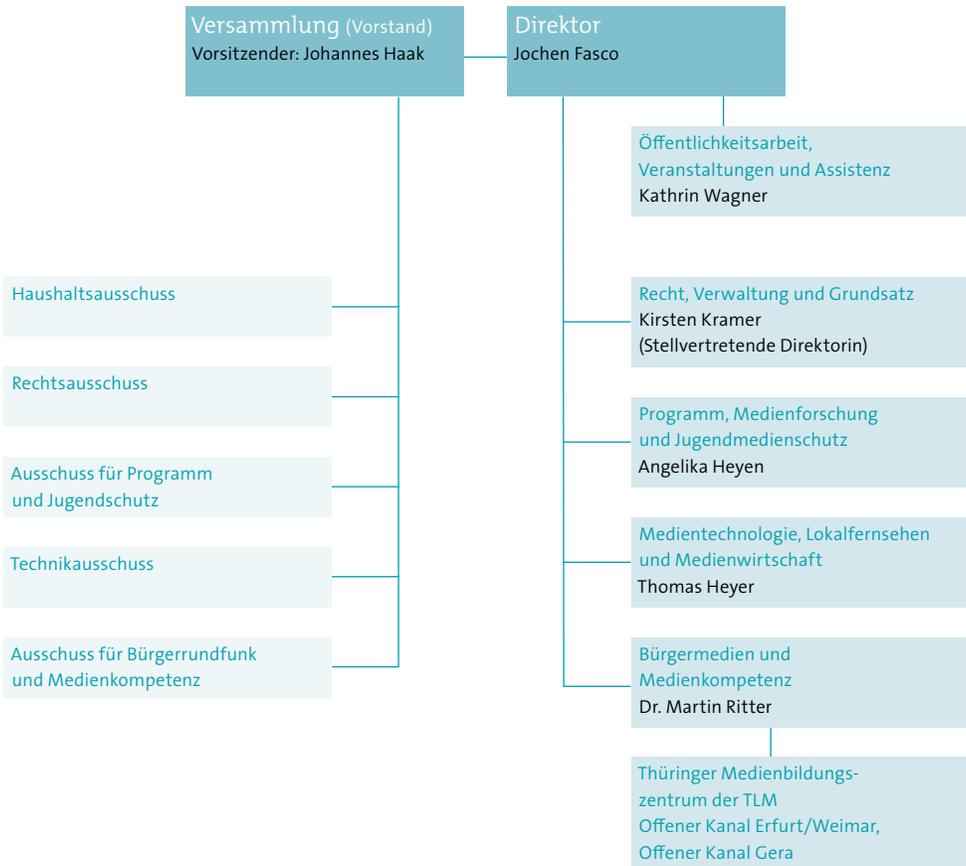 Versammlung (Vorstand)
Vorsitzender: Johannes Haak
Direktor
Jochen Fasco
Öffentlichkeitsarbeit,
Veranstaltungen und Assistenz
Kathrin Wagner
Haushaltsausschuss
Rechtsausschuss
Ausschuss für Programm
und Jugendschutz
Technikausschuss
Ausschuss für Bürgerrundfunk
und Medienkompetenz
Recht, Verwaltung und Grundsatz
Kirsten Kramer
(Stellvertretende Direktorin)
Programm, Medienforschung
und Jugendmedienschutz
Angelika Heyen
Medientechnologie, Lokalfernsehen
und Medienwirtschaft
Thomas Heyer
Bürgermedien und
Medienkompetenz
Dr. Martin Ritter
Thüringer Medienbildungs-
zentrum der TLM
Offener Kanal Erfurt/Weimar,
Offener Kanal Gera